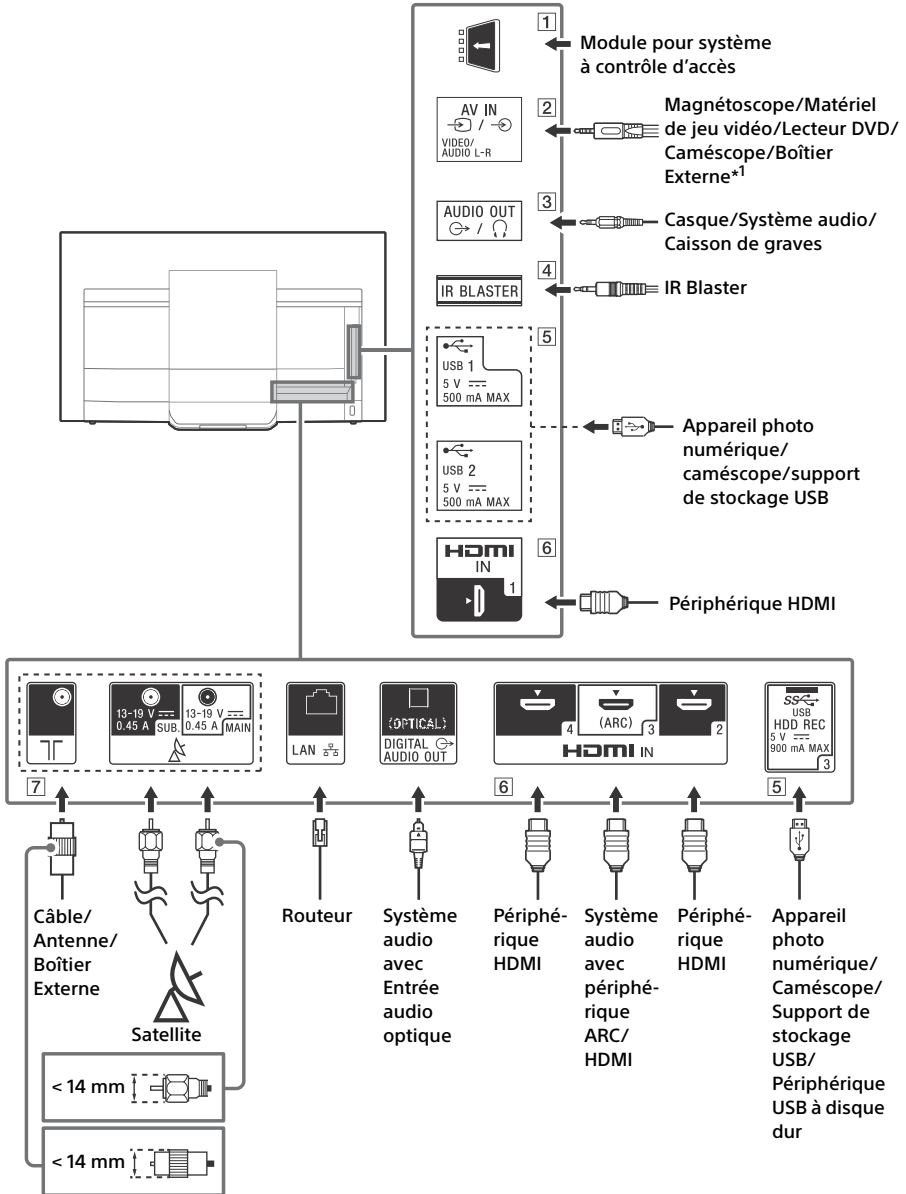 1
Module pour système
à contrôle d'accès
AV IN
/
VIDEO/
AUDIO L-R
2
Magnétoscope/Matériel
de jeu vidéo/Lecteur DVD/
Caméscope/Boîtier
Externe*1
AUDIO OUT
/
3
Casque/Système audio/
Caisson de graves
4
IR BLASTER
IR Blaster
5
USB 1
5 V
500 mA MAX
USB 2
5 V
500 mA MAX
Appareil photo
numérique/
caméscope/support
de stockage USB
HDMI
IN
1
6
Périphérique HDMI
13-19 V
0.45 A
SUB.
13-19 V
0.45 A
MAIN
LAN
(OPTICAL)
DIGITAL
AUDIO OUT
4
(ARC)
3
2
HDMI IN
SS
USB
HDD REC
5 V
900 mA MAX
3
7
6
5
Câble/
Antenne/
Boîtier
Externe
Satellite
Routeur
Système
audio
avec
Entrée
audio
optique
Périphé-
rique
HDMI
Système
audio
avec
périphé-
rique
ARC/
HDMI
Périphé-
rique
HDMI
Appareil
photo
numérique/
Caméscope/
Support de
stockage
USB/
Périphérique
USB à disque
dur
< 14 mm
< 14 mm